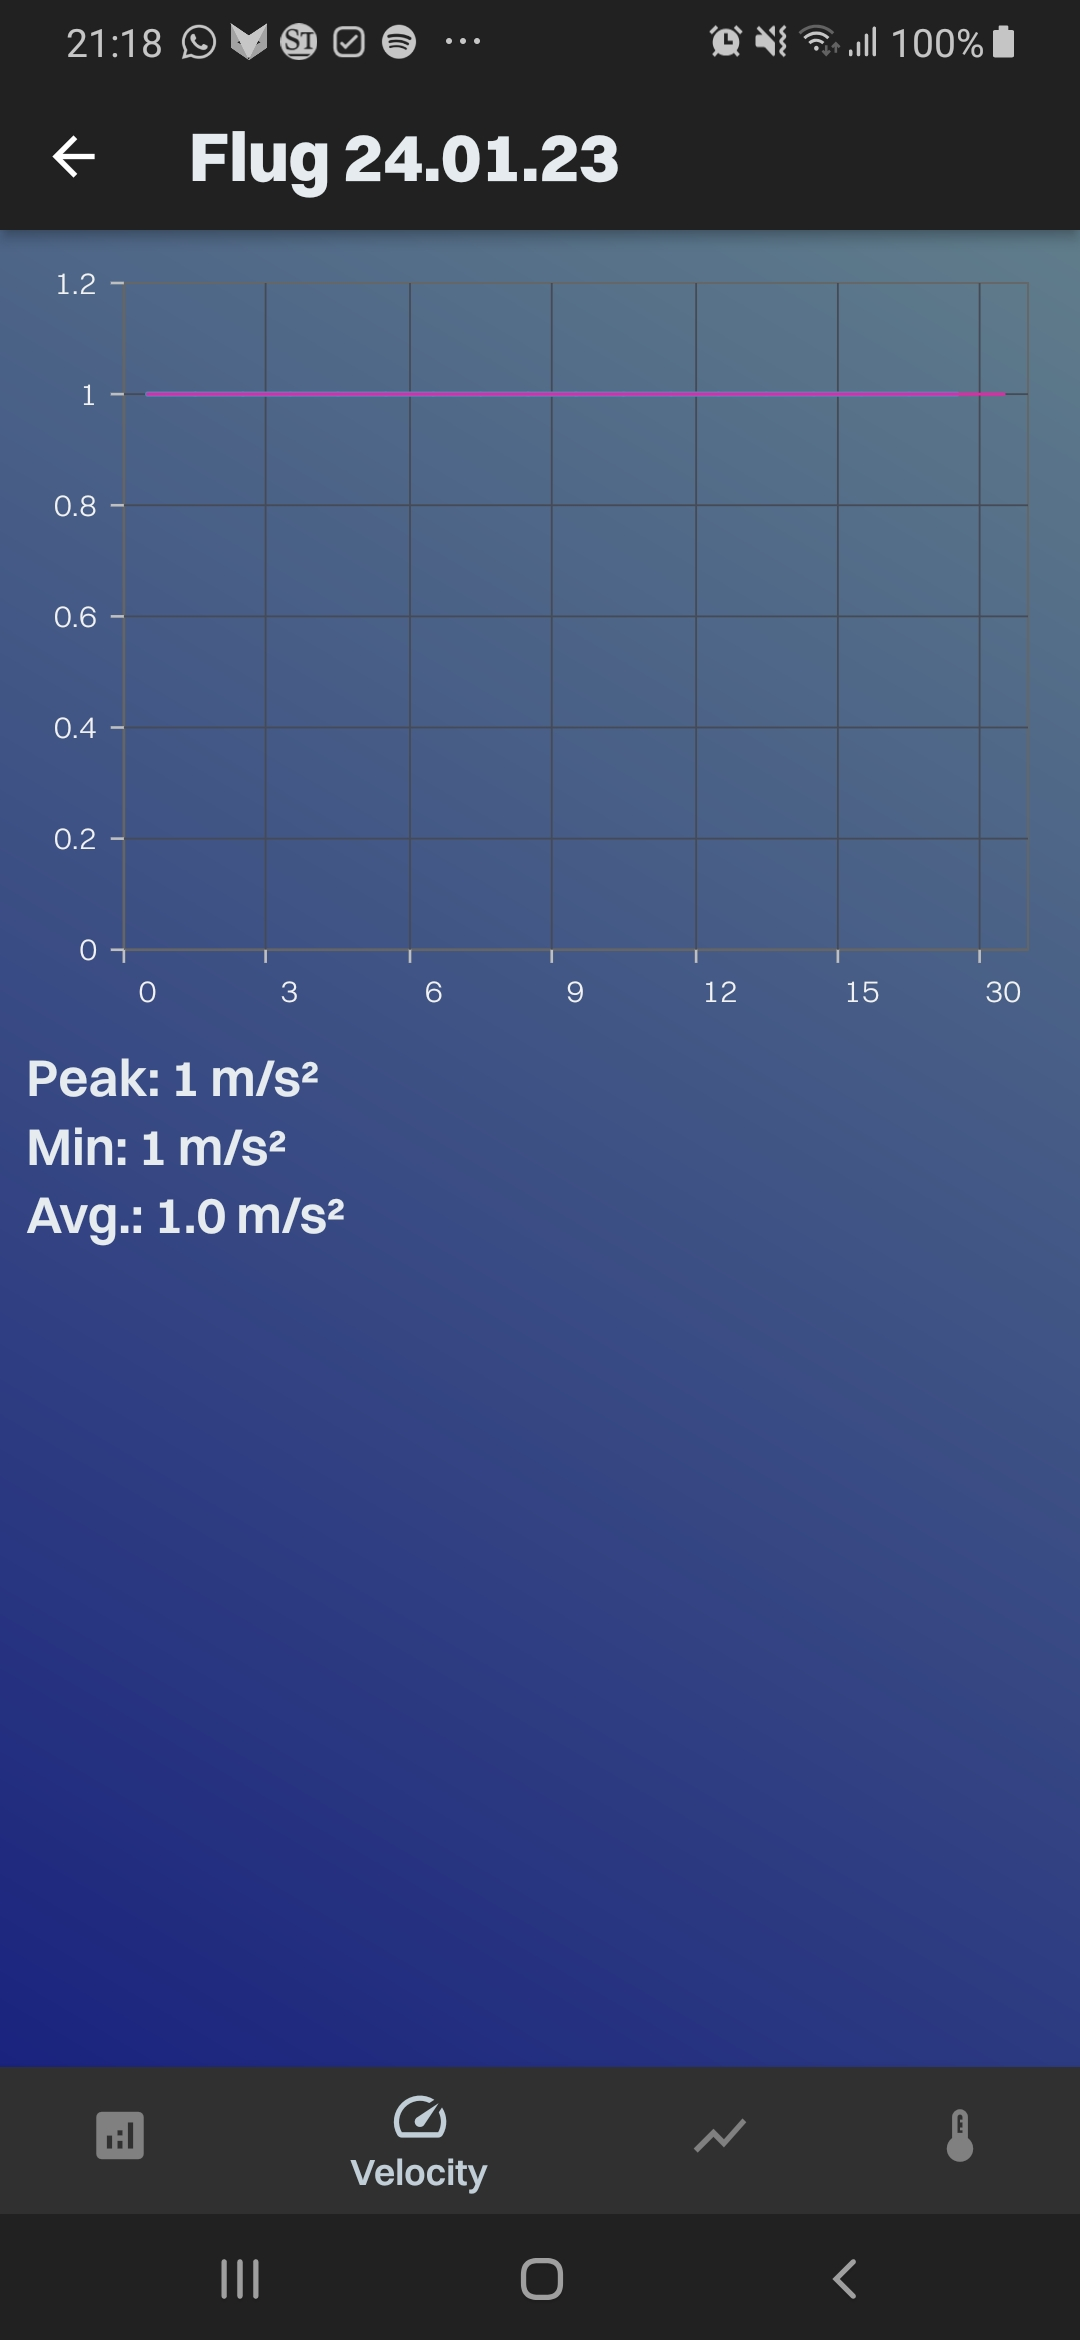 21:18 ST 100%
Flug 24.01.23
1.2
1
0.8
0.6
0.4
0.2
0
0 3 6 9 12 15 30
Peak: 1 m/s²
Min: 1 m/s²
Avg.: 1.0 m/s²
Velocity